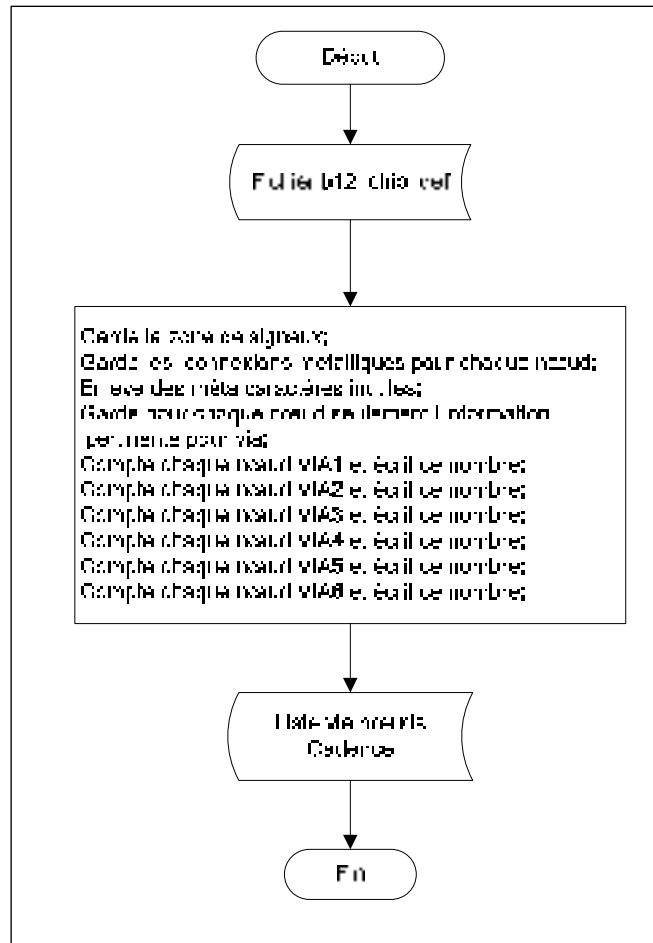 Début
Fichier b12_chip
Garde la zone de signaux;
Garde les connexions métalliques pour chaque nœud;
Enlève des méta caractères inutiles;
Garde pour chaque nœud seulement l'information
pertinente pour via;
Compte chaque nœud VIA1 et écrit ce nombre;
Compte chaque nœud VIA2 et écrit ce nombre;
Compte chaque nœud VIA3 et écrit ce nombre;
Compte chaque nœud VIA4 et écrit ce nombre;
Compte chaque nœud VIA5 et écrit ce nombre;
Compte chaque nœud VIA6 et écrit ce nombre;
Liste via nœuds
Cadence
Fin